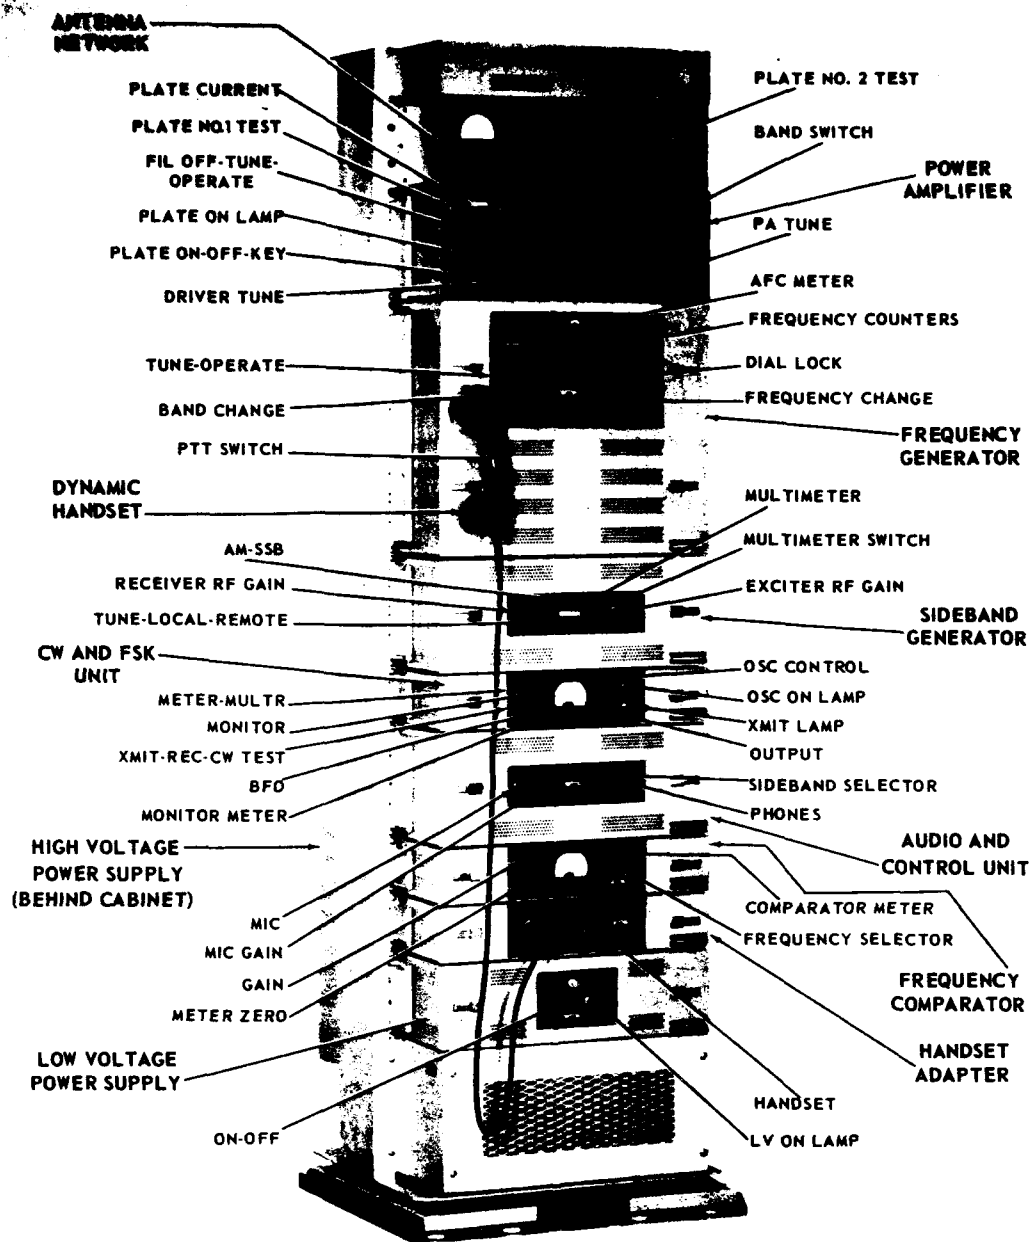 ANTENNA
NETWORK
PLATE CURRENT
PLATE NO.1 TEST
FIL OFF-TUNE-
OPERATE
PLATE ON LAMP
PLATE ON-OFF-KEY
DRIVER TUNE
TUNE-OPERATE
BAND CHANGE
PTT SWITCH
DYNAMIC
HANDSET
AM-SSB
RECEIVER RF GAIN
TUNE-LOCAL-REMOTE
CW AND FSK
UNIT
METER-MULTR
MONITOR
XMIT-REC-CW TEST
BFO
MONITOR METER
HIGH VOLTAGE
POWER SUPPLY
(BEHIND CABINET)
MIC
MIC GAIN
GAIN
METER ZERO
LOW VOLTAGE
POWER SUPPLY
ON-OFF
PLATE NO. 2 TEST
BAND SWITCH
POWER
AMPLIFIER
PA TUNE
AFC METER
FREQUENCY COUNTERS
DIAL LOCK
FREQUENCY CHANGE
FREQUENCY
GENERATOR
MULTIMETER
MULTIMETER SWITCH
EXCITER RF GAIN
SIDEBAND
GENERATOR
OSC CONTROL
OSC ON LAMP
XMIT LAMP
OUTPUT
SIDEBAND SELECTOR
PHONES
AUDIO AND
CONTROL UNIT
COMPARATOR METER
FREQUENCY SELECTOR
FREQUENCY
COMPARATOR
HANDSET
ADAPTER
HANDSET
LV ON LAMP